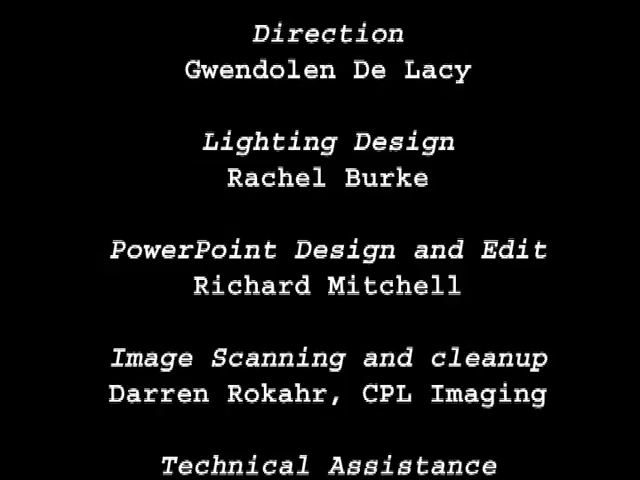 Direction
Gwendolen De Lacy
Lighting Design
Rachel Burke
PowerPoint Design and Edit
Richard Mitchell
Image Scanning and cleanup
Darren Rokahr, CPL Imaging
Technical Assistance